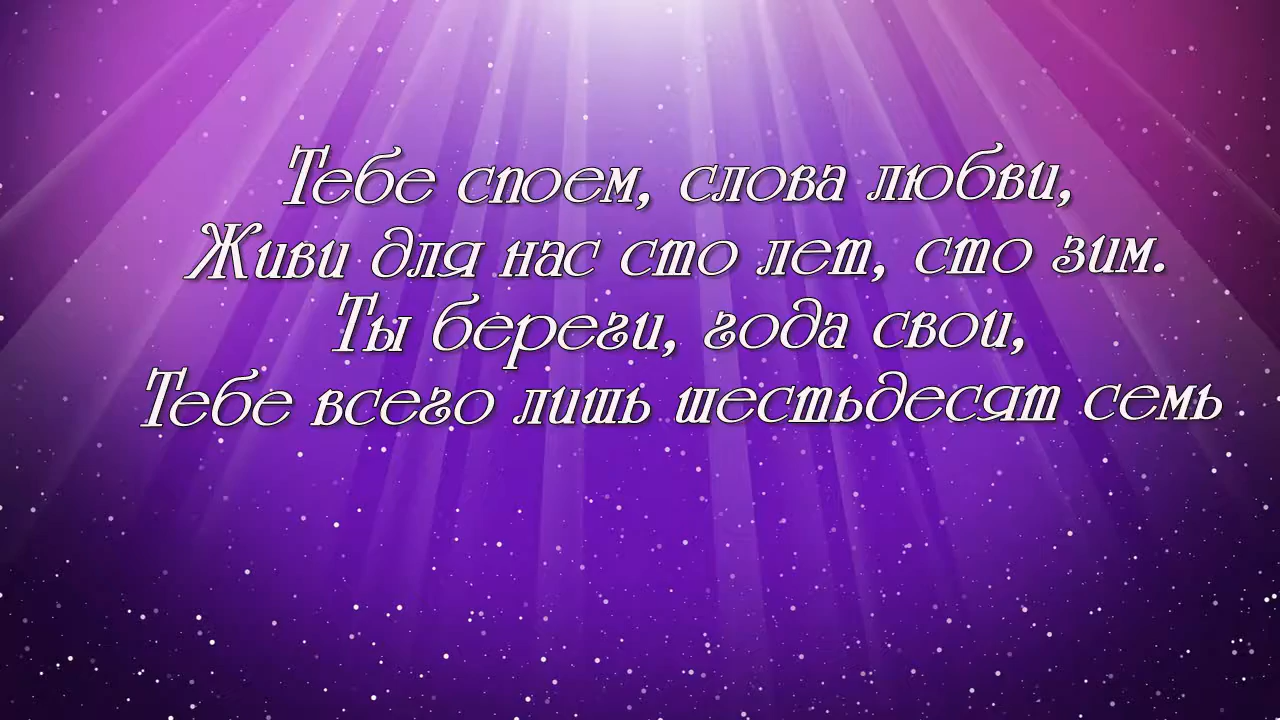 Тебе споем, слова любви,
Живи для нас сто лет, сто зим.
Ты береги, года свои,
Тебе всего лишь шестьдесят семь